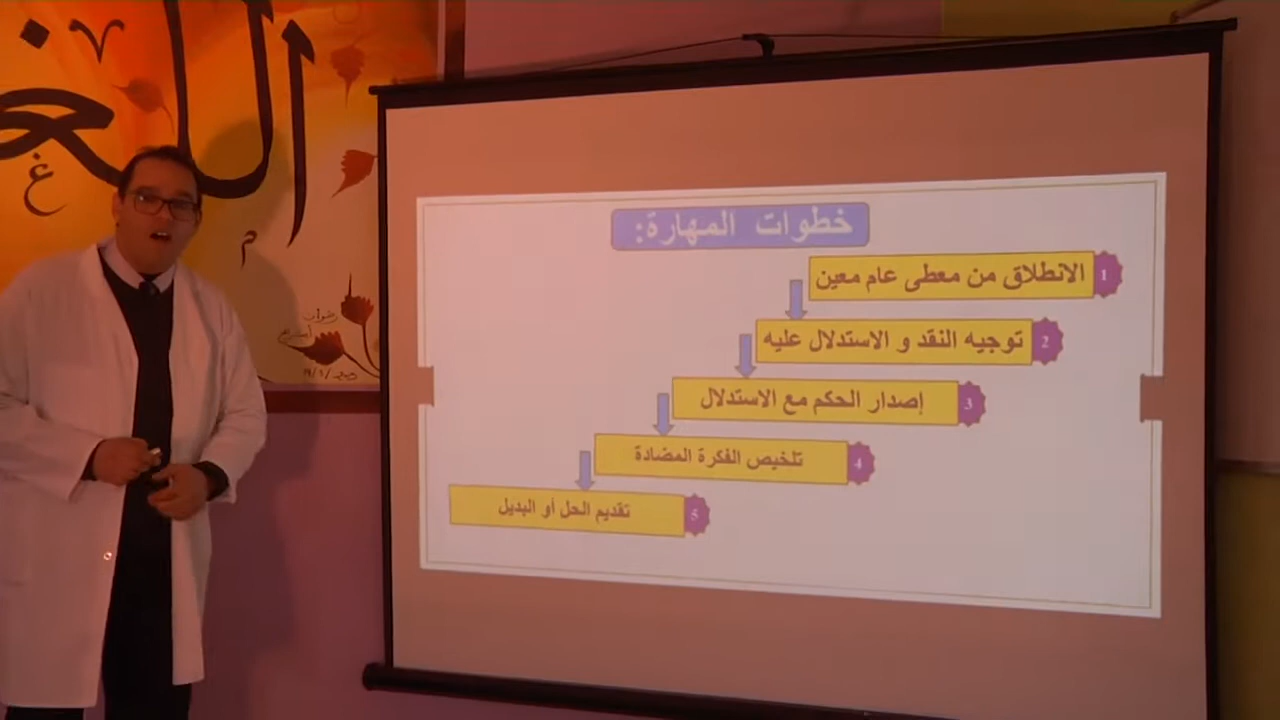 خطوات المهارة:
1 الانطلاق من معطى عام معين
2 توجيه النقد و الاستدلال عليه
3 إصدار الحكم مع الاستدلال
4 تلخيص الفكرة المضادة
5 تقديم الحل أو البديل